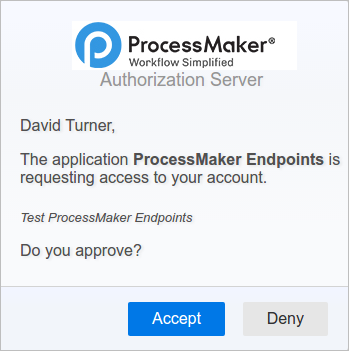 ProcessMaker®
Workflow Simplified
Authorization Server
David Turner,
The application ProcessMaker Endpoints is
requesting access to your account.
Test ProcessMaker Endpoints
Do you approve?
Accept Deny